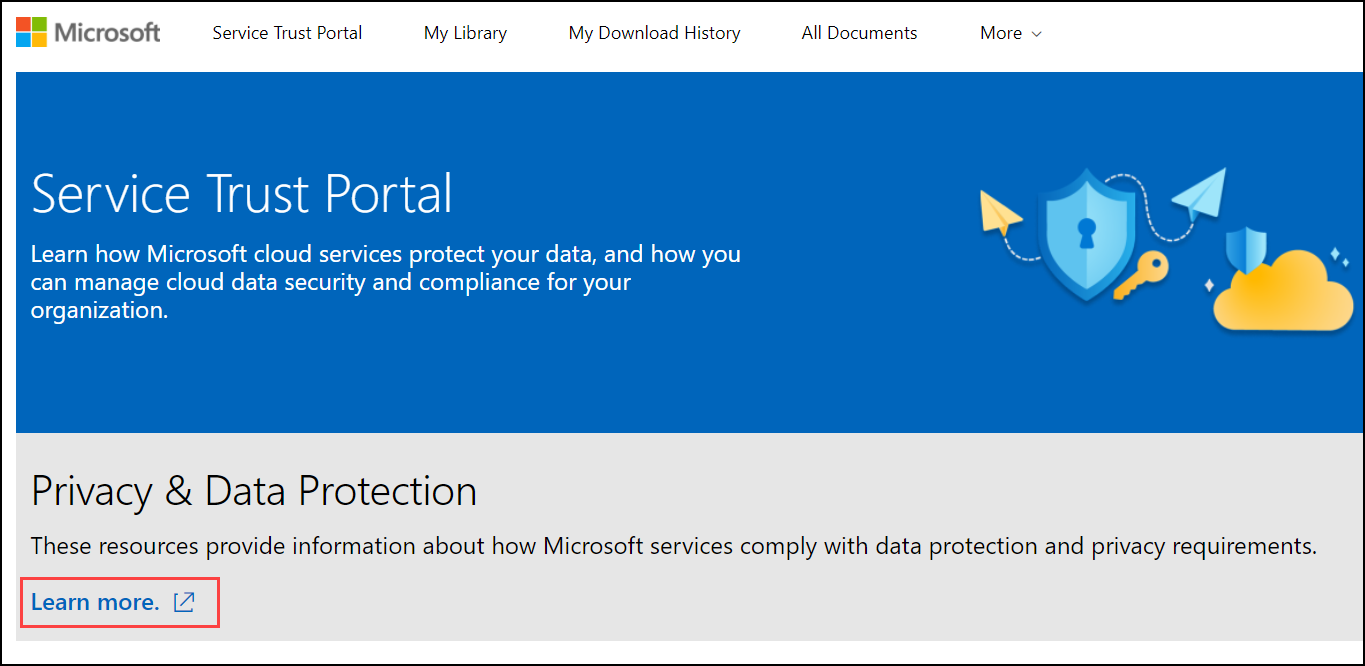 Microsoft Service Trust Portal My Library My Download History All Documents More
Service Trust Portal
Learn how Microsoft cloud services protect your data, and how you
can manage cloud data security and compliance for your
organization.
Privacy & Data Protection
These resources provide information about how Microsoft services comply with data protection and privacy requirements.
Learn more.